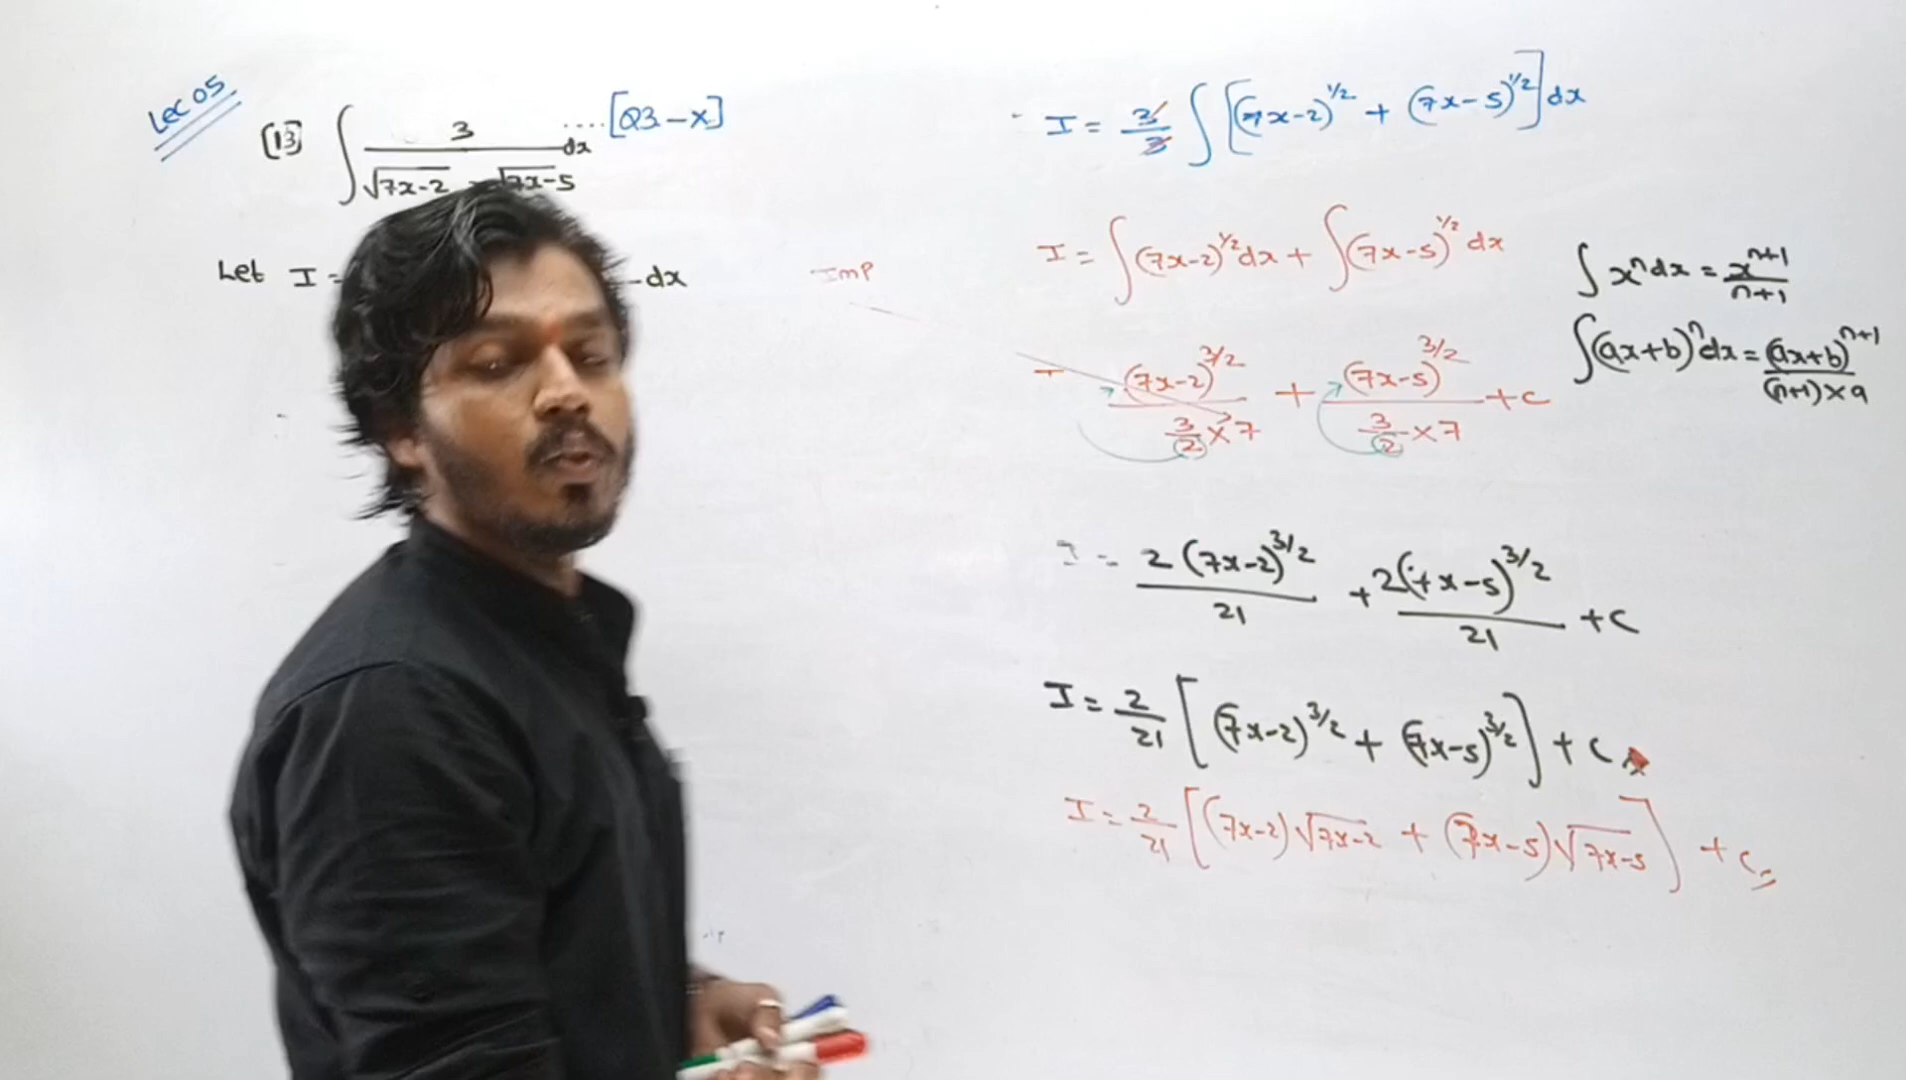 Lec 05
(13) ∫ 3/(√7x-2 - √7x-5) dx ....[Q3-X]
Let I = dx
Imp
I = 3/3 ∫ [(7x-2)^1/2 + (7x-5)^1/2] dx
I = ∫(7x-2)^1/2 dx + ∫(7x-5)^1/2 dx
(7x-2)^3/2 / (3/2 × 7) + (7x-5)^3/2 / (3/2 × 7) + c
I = 2(7x-2)^3/2 / 21 + 2(7x-5)^3/2 / 21 + c
I = 2/21 [(7x-2)^3/2 + (7x-5)^3/2] + c
I = 2/21 [(7x-2)√7x-2 + (7x-5)√7x-5] + c
∫ x^n dx = x^n+1 / n+1
∫(ax+b)^n dx = (ax+b)^n+1 / (n+1)×a